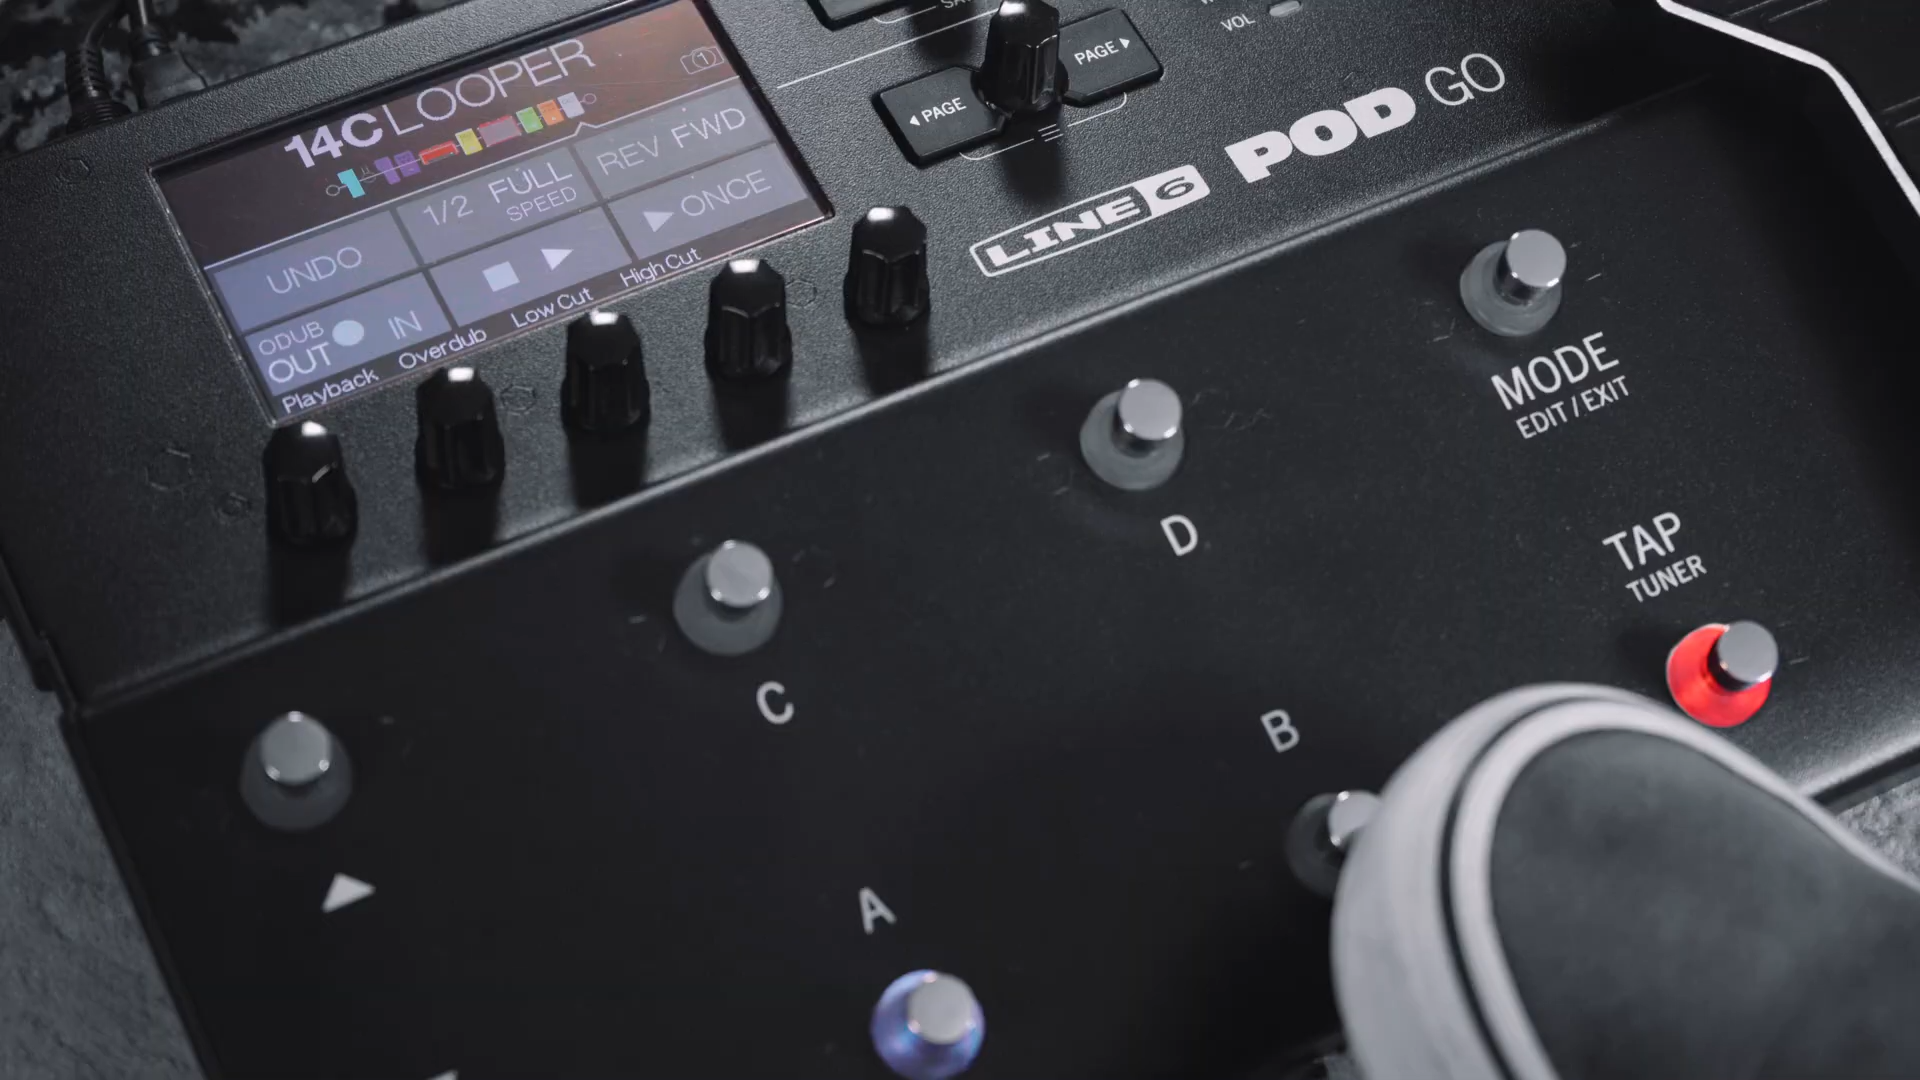 14C LOOPER
1
UNDO
1/2 FULL
SPEED
REV FWD
ODUB
OUT IN
ONCE
Playback Overdub Low Cut High Cut
PAGE
PAGE
VOL
LINE 6 POD GO
MODE
EDIT / EXIT
TAP
TUNER
D
C
B
A